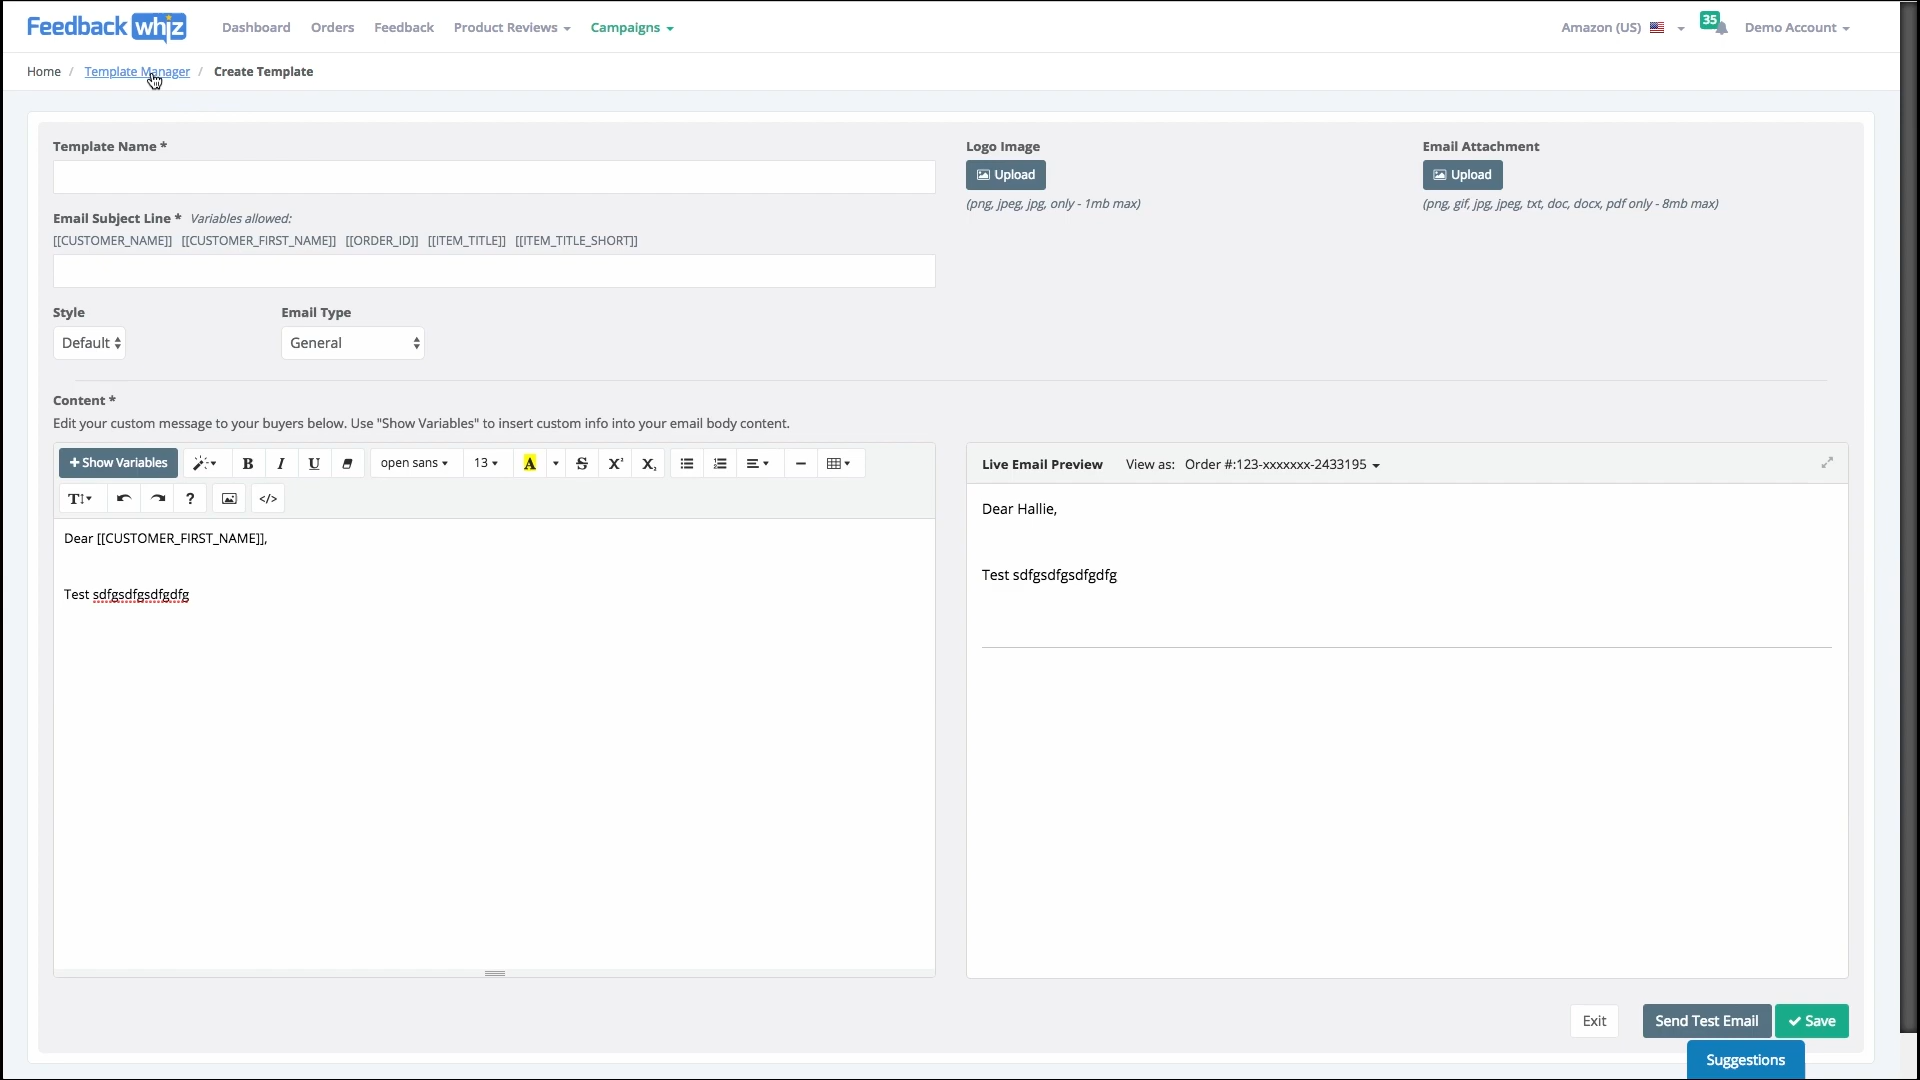 Feedback whiz Dashboard Orders Feedback Product Reviews Campaigns Amazon (US) 35 Demo Account
Home / Template Manager / Create Template
Template Name *
Logo Image
Email Attachment
Upload
Upload
(png, jpeg, jpg, only - 1mb max)
(png, gif, jpg, jpeg, txt, doc, docx, pdf only - 8mb max)
Email Subject Line * Variables allowed:
[[CUSTOMER_NAME]] [[CUSTOMER_FIRST_NAME]] [[ORDER_ID]] [[ITEM_TITLE]] [[ITEM_TITLE_SHORT]]
Style Email Type
Default General
Content *
Edit your custom message to your buyers below. Use "Show Variables" to insert custom info into your email body content.
+ Show Variables B I U open sans 13 A S X² X₂
T ? </>
Dear [[CUSTOMER_FIRST_NAME]],
Test sdfgsdfgsdfgdfg
Live Email Preview View as: Order #:123-xxxxxxx-2433195
Dear Hallie,
Test sdfgsdfgsdfgdfg
Exit Send Test Email Save
Suggestions